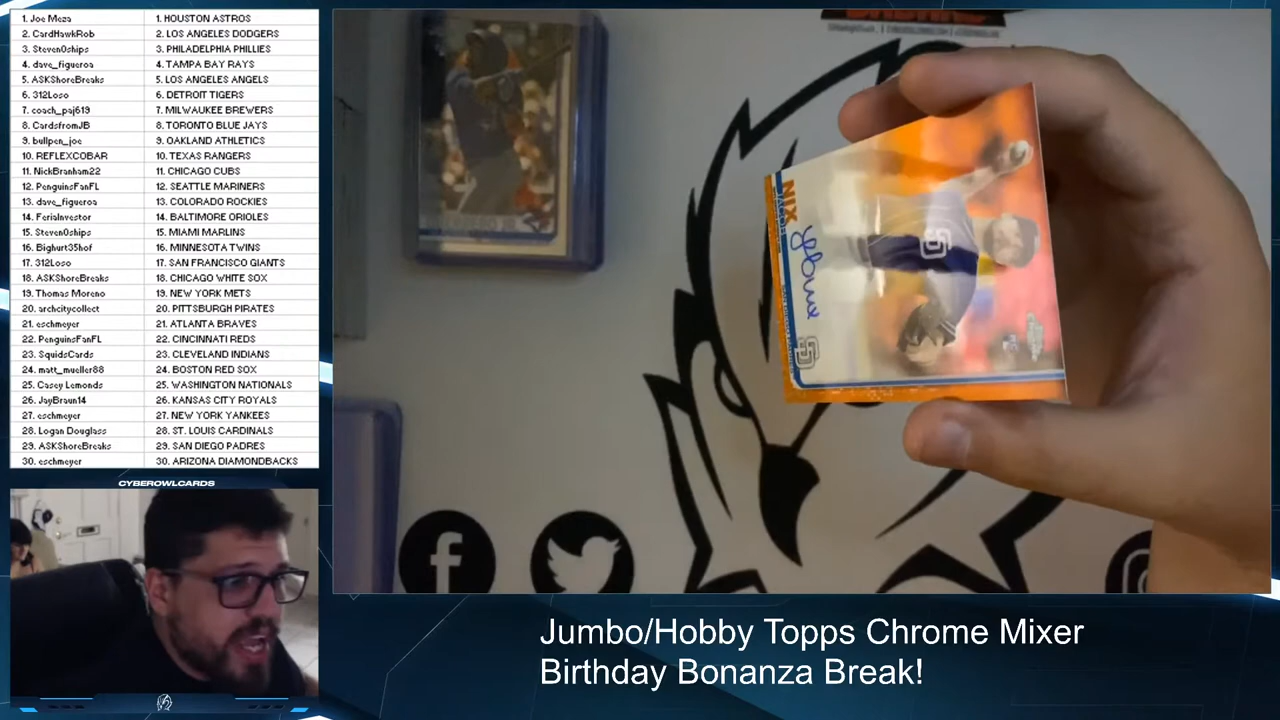 1. Joe Meza 1. HOUSTON ASTROS
2. CardHawkRob 2. LOS ANGELES DODGERS
3. Steven0ships 3. PHILADELPHIA PHILLIES
4. dave_figueroa 4. TAMPA BAY RAYS
5. ASKShoreBreaks 5. LOS ANGELES ANGELS
6. 312Loso 6. DETROIT TIGERS
7. coach_paj619 7. MILWAUKEE BREWERS
8. CardsfromJB 8. TORONTO BLUE JAYS
9. bullpen_joe 9. OAKLAND ATHLETICS
10. REFLEXCOBAR 10. TEXAS RANGERS
11. NickBranham22 11. CHICAGO CUBS
12. PenguinsFanFL 12. SEATTLE MARINERS
13. dave_figueroa 13. COLORADO ROCKIES
14. FerisInvestor 14. BALTIMORE ORIOLES
15. Steven0ships 15. MIAMI MARLINS
16. Bighurt35hof 16. MINNESOTA TWINS
17. 312Loso 17. SAN FRANCISCO GIANTS
18. ASKShoreBreaks 18. CHICAGO WHITE SOX
19. Thomas Moreno 19. NEW YORK METS
20. archcitycollect 20. PITTSBURGH PIRATES
21. eschmeyer 21. ATLANTA BRAVES
22. PenguinsFanFL 22. CINCINNATI REDS
23. SquidsCards 23. CLEVELAND INDIANS
24. matt_mueller88 24. BOSTON RED SOX
25. Casey Lemonds 25. WASHINGTON NATIONALS
26. JayBraun14 26. KANSAS CITY ROYALS
27. eschmeyer 27. NEW YORK YANKEES
28. Logan Douglass 28. ST. LOUIS CARDINALS
29. ASKShoreBreaks 29. SAN DIEGO PADRES
30. eschmeyer 30. ARIZONA DIAMONDBACKS
CYBEROWLCARDS
NIX
SD
Jumbo/Hobby Topps Chrome Mixer
Birthday Bonanza Break!